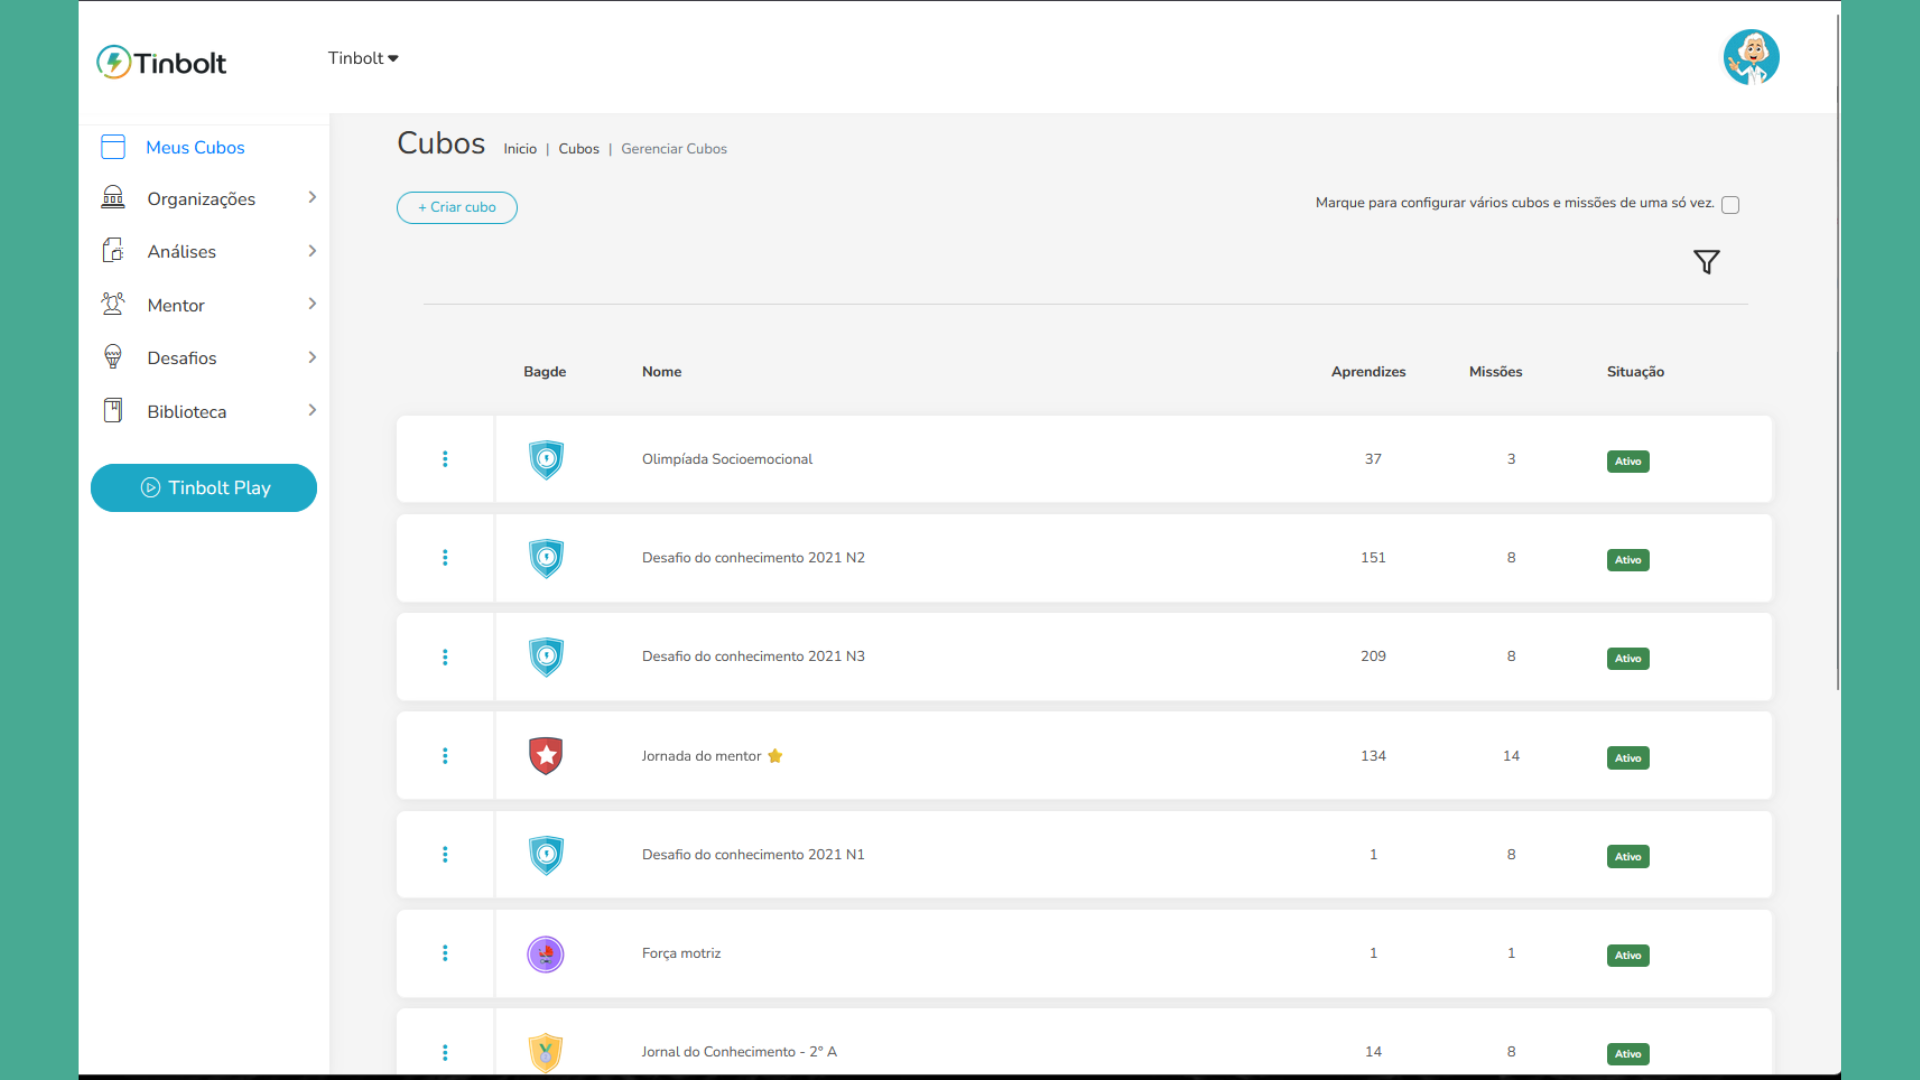 Tinbolt
Tinbolt
Meus Cubos
Organizações
Análises
Mentor
Desafios
Biblioteca
Tinbolt Play
Cubos Inicio | Cubos | Gerenciar Cubos
+ Criar cubo
Marque para configurar vários cubos e missões de uma só vez.
Bagde Nome Aprendizes Missões Situação
Olimpíada Socioemocional 37 3 Ativo
Desafio do conhecimento 2021 N2 151 8 Ativo
Desafio do conhecimento 2021 N3 209 8 Ativo
Jornada do mentor 134 14 Ativo
Desafio do conhecimento 2021 N1 1 8 Ativo
Força motriz 1 1 Ativo
Jornal do Conhecimento - 2° A 14 8 Ativo